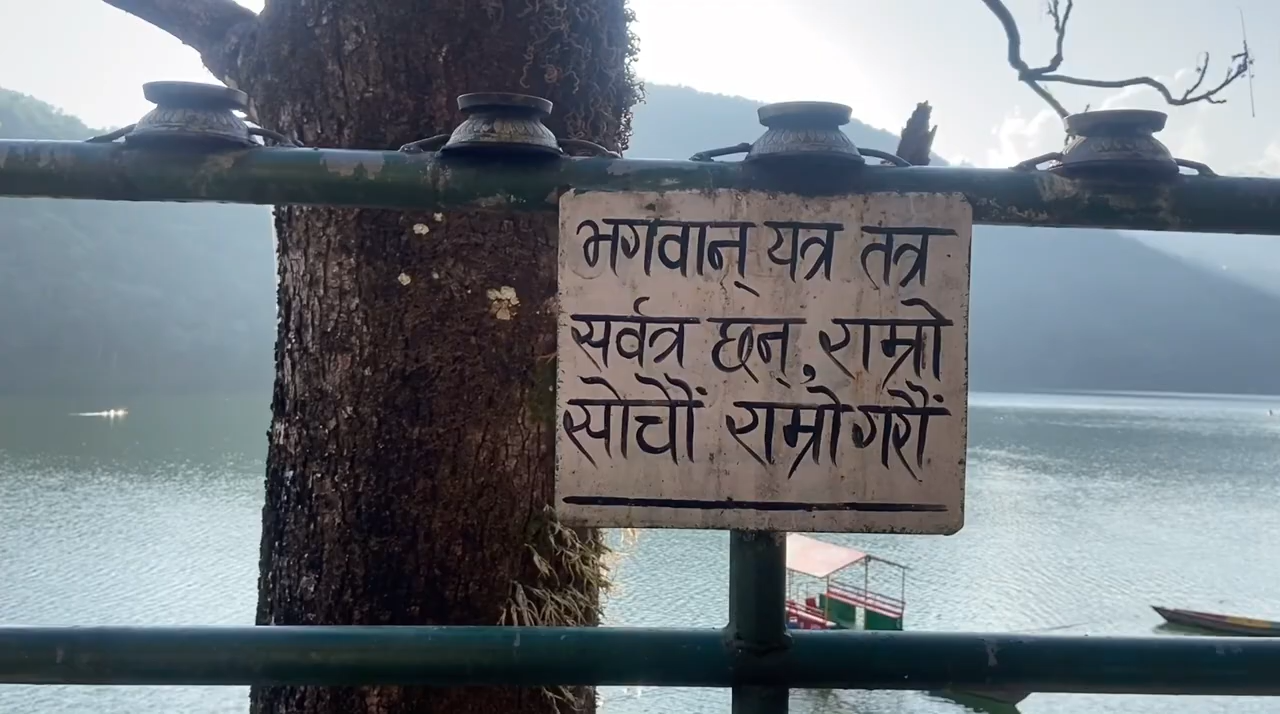 भगवान् यत्र तत्र
सर्वत्र छन्, राम्रो
सोचौं राम्रो गरौं